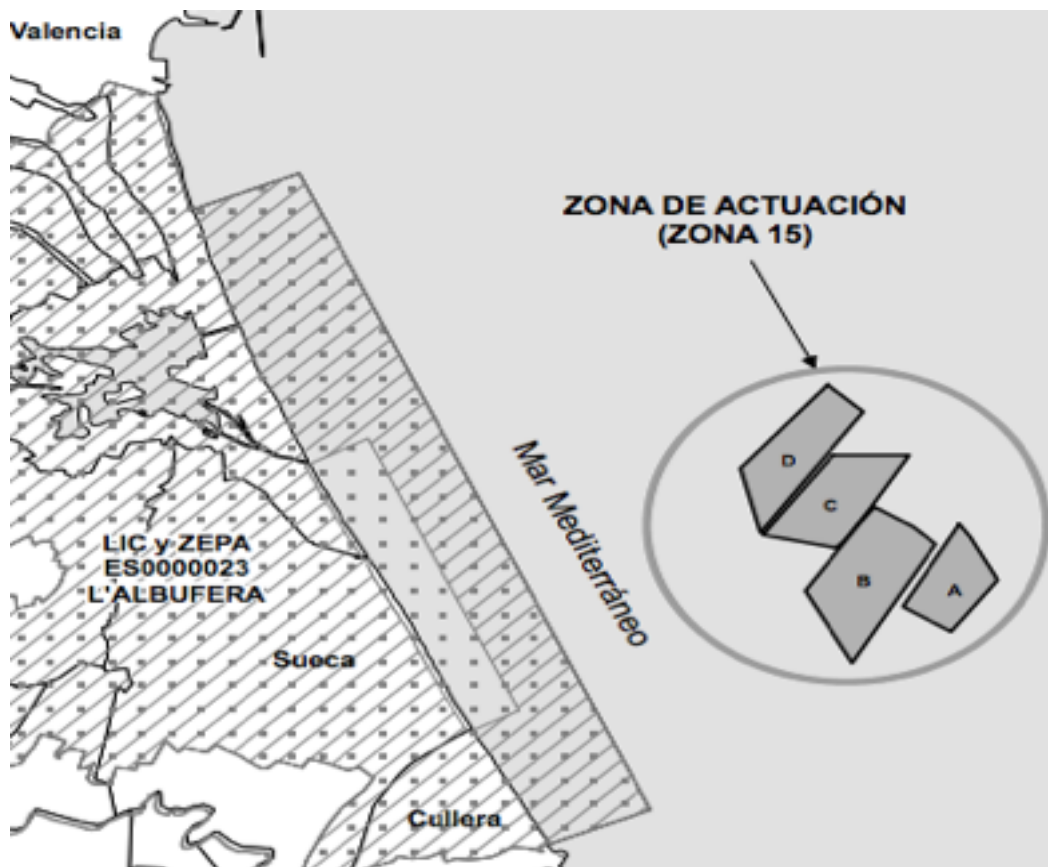 Valencia
ZONA DE ACTUACIÓN
(ZONA 15)
Mar Mediterráneo
D
C
B
A
LIC y ZEPA
ES0000023
L'ALBUFERA
Sueca
Cullera